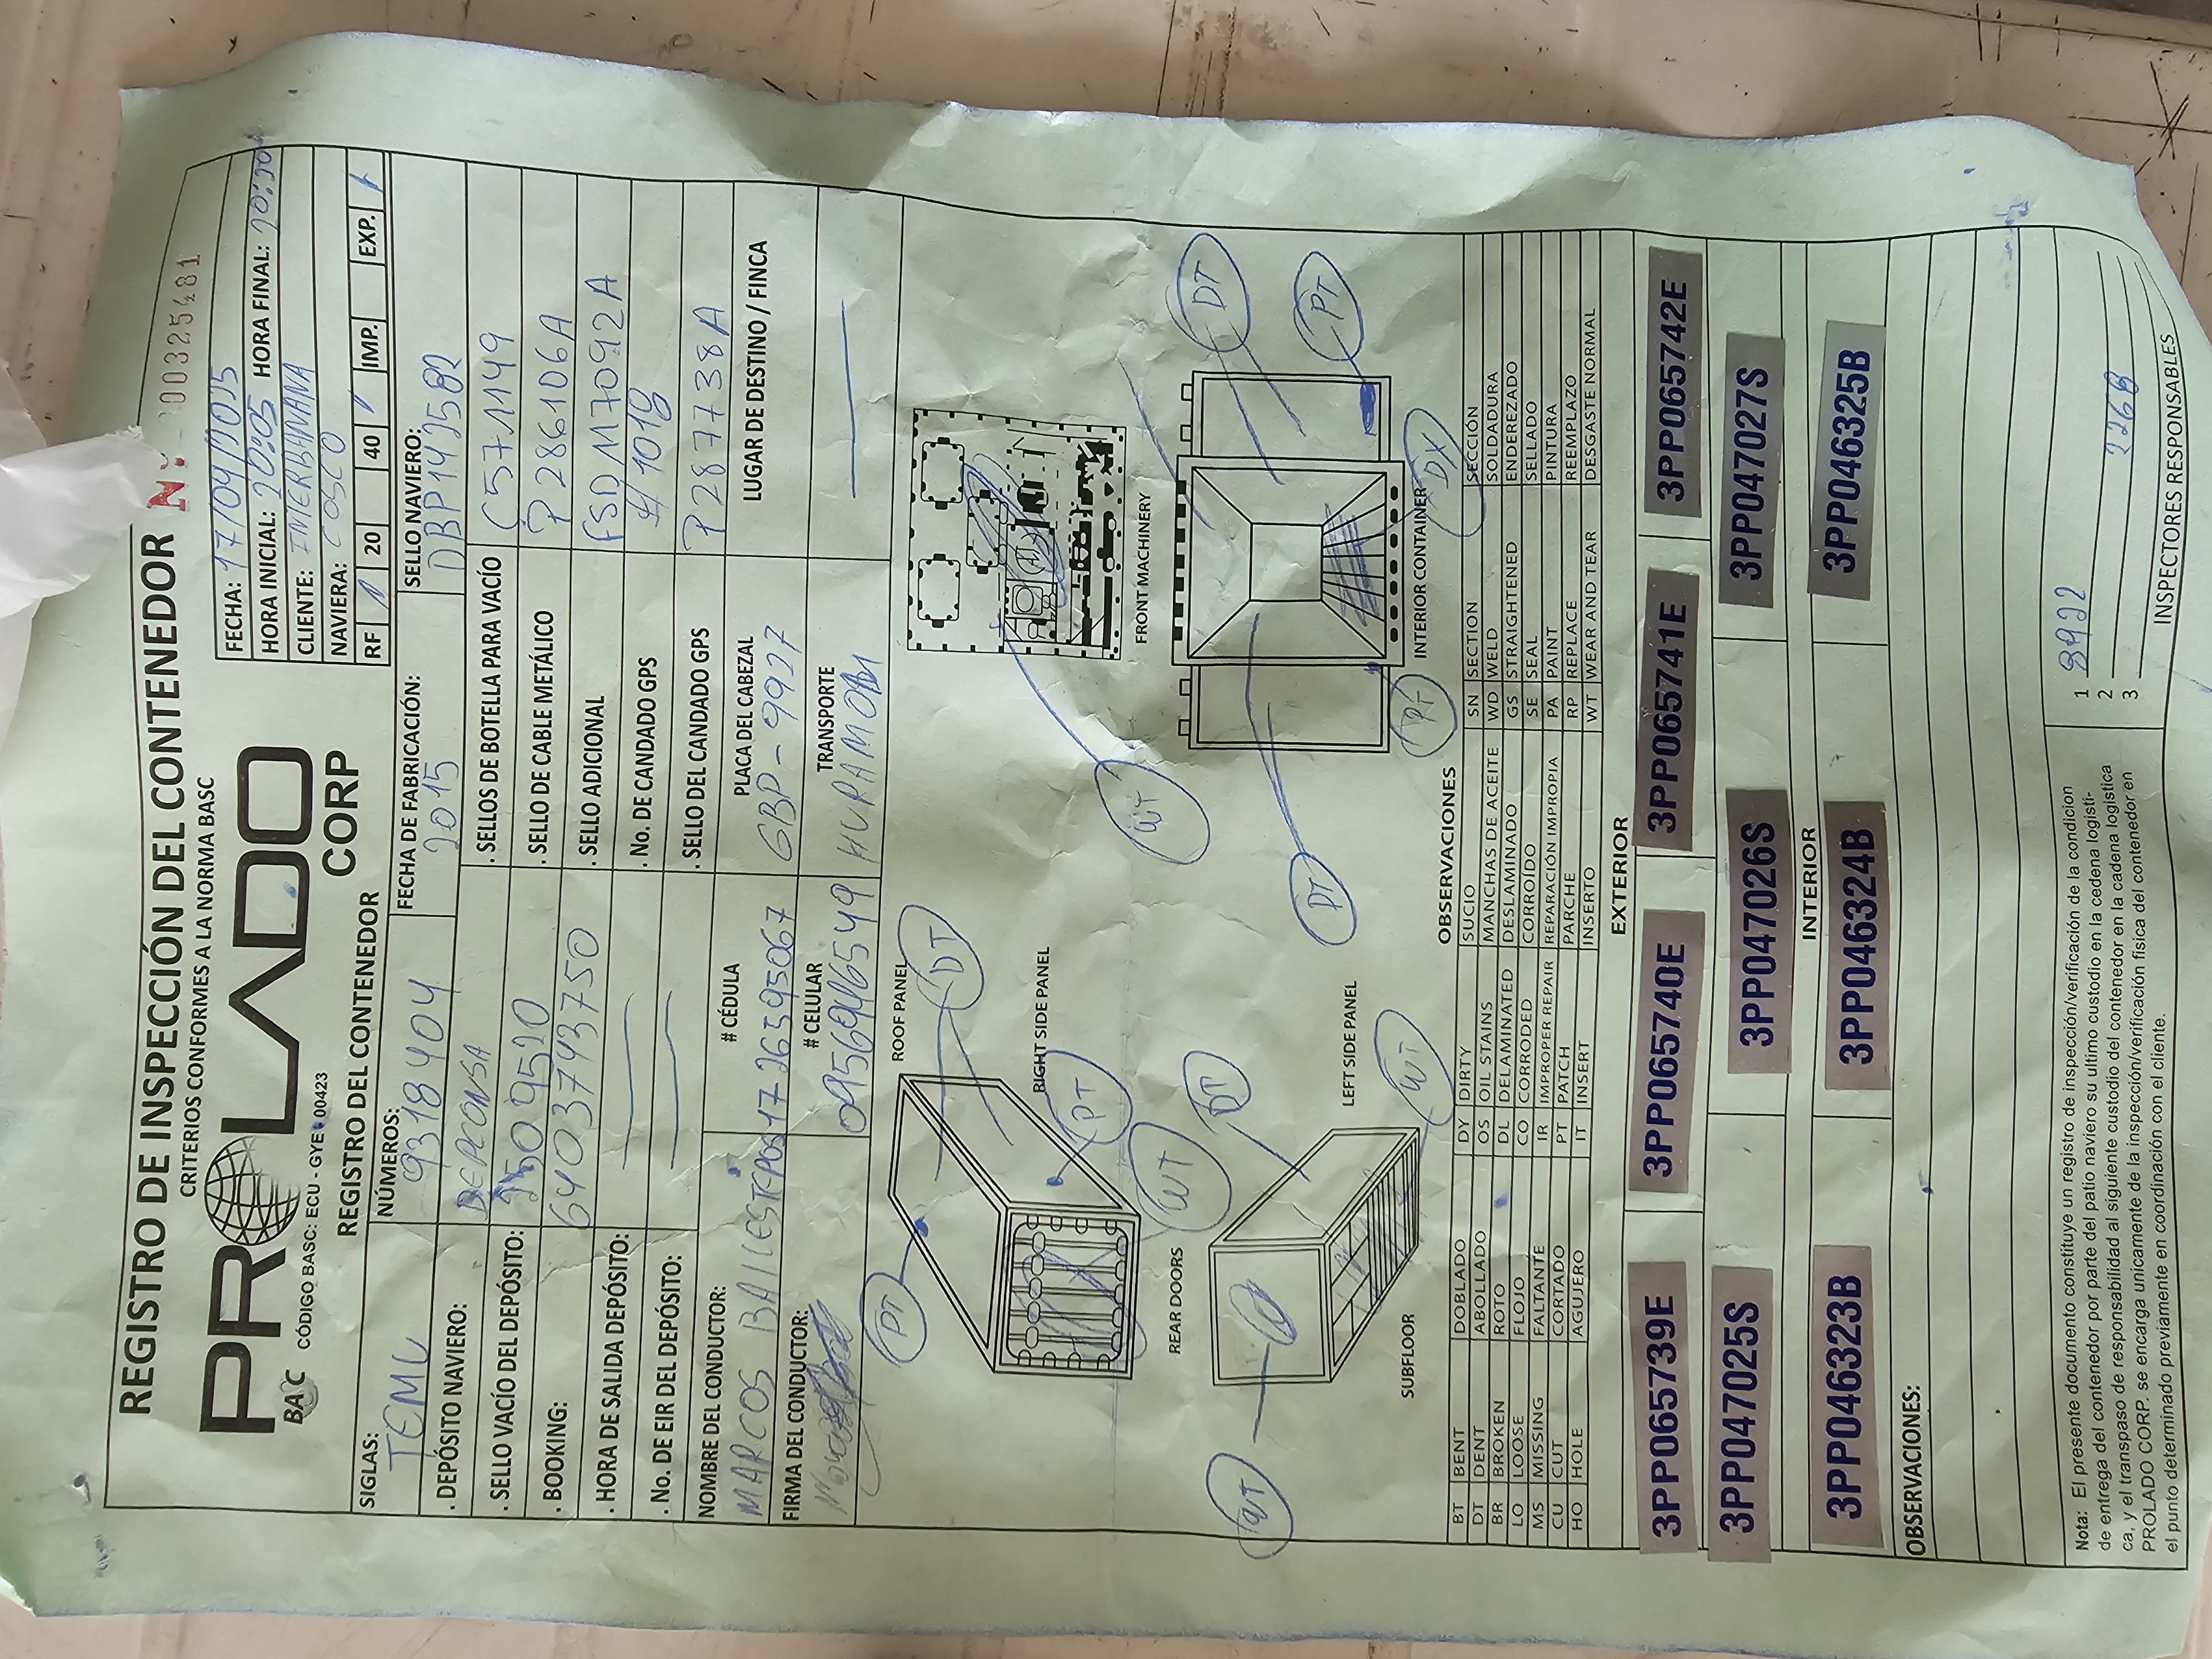 REGISTRO DE INSPECCIÓN DEL CONTENEDOR
00325481
CRITERIOS CONFORMES A LA NORMA BASC
PROLADO
CORP
BASC
CÓDIGO BASC: ECU - GYE 00423
FECHA: 17/09/2025
HORA INICIAL: 20:05 HORA FINAL: 20:20
CLIENTE: INTERBANANA
NAVIERA: COSCO
RF 20 40 IMP. EXP.
REGISTRO DEL CONTENEDOR
SIGLAS: TEMU
NÚMEROS: 9318404
FECHA DE FABRICACIÓN: 2015
SELLO NAVIERO: DBP142582
. DEPÓSITO NAVIERO: DEPCONSA
. SELLOS DE BOTELLA PARA VACÍO C571149
. SELLO VACÍO DEL DEPÓSITO: 2509520
. SELLO DE CABLE METÁLICO P286106A
. BOOKING: 6403743750
. SELLO ADICIONAL FSDM7092A
. HORA DE SALIDA DEPÓSITO:
. No. DE CANDADO GPS #1018
. No. DE EIR DEL DEPÓSITO:
. SELLO DEL CANDADO GPS P287738A
NOMBRE DEL CONDUCTOR: MARCOS BALLESTEROS
# CÉDULA 1726595067
PLACA DEL CABEZAL GBP-9927
LUGAR DE DESTINO / FINCA
FIRMA DEL CONDUCTOR:
# CELULAR 0956946549
TRANSPORTE
PT
ROOF PANEL
DT
RIGHT SIDE PANEL
PT
REAR DOORS
WT
WT
FRONT MACHINERY
WT
DT
LEFT SIDE PANEL
SUBFLOOR
WT
DT
DT
PT
PT
INTERIOR CONTAINER
OBSERVACIONES
BT BENT DOBLADO DY DIRTY SUCIO SN SECTION SECCIÓN
DT DENT ABOLLADO OS OIL STAINS MANCHAS DE ACEITE WD WELD SOLDADURA
BR BROKEN ROTO DL DELAMINATED DESLAMINADO GS STRAIGHTENED ENDEREZADO
LO LOOSE FLOJO CO CORRODED CORROÍDO SE SEAL SELLADO
MS MISSING FALTANTE IR IMPROPER REPAIR REPARACIÓN IMPROPIA PA PAINT PINTURA
CU CUT CORTADO PT PATCH PARCHE RP REPLACE REEMPLAZO
HO HOLE AGUJERO IT INSERT INSERTO WT WEAR AND TEAR DESGASTE NORMAL
EXTERIOR
3PP065739E 3PP065740E 3PP065741E 3PP065742E
3PP047025S 3PP047026S 3PP047027S
INTERIOR
3PP046323B 3PP046324B 3PP046325B
OBSERVACIONES:
Nota: El presente documento constituye un registro de inspección/verificación de la condicion
de entrega del contenedor por parte del patio naviero su ultimo custodio en la cedena logisti-
ca, y el transpaso de responsabilidad al siguiente custodio del contenedor en la cadena logistica
PROLADO CORP. se encarga unicamente de la inspección/verificación fisica del contenedor en
el punto determinado previamente en coordinación con el cliente.
1 8922
2
3 2268
INSPECTORES RESPONSABLES